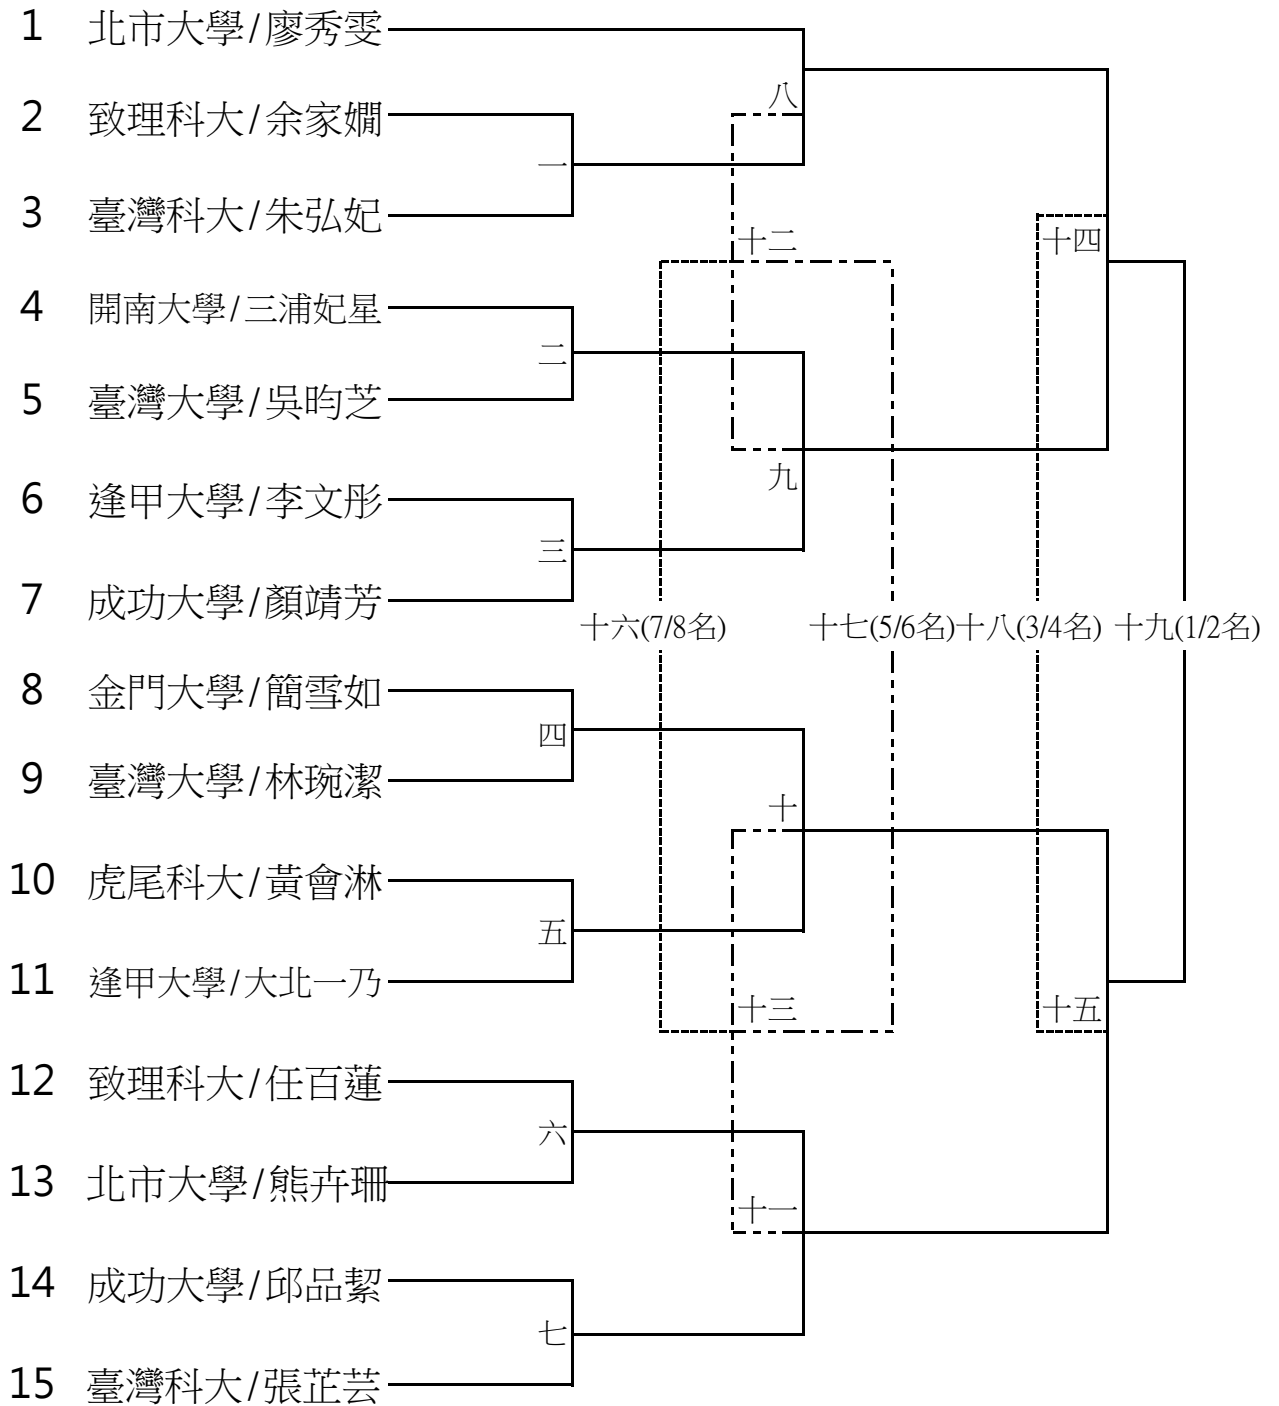 1 北市大學/廖秀雯
八
2 致理科大/余家嫺
一
3 臺灣科大/朱弘妃
十二
十四
4 開南大學/三浦妃星
二
5 臺灣大學/吳昀芝
九
6 逢甲大學/李文彤
三
7 成功大學/顏靖芳
十六(7/8名) 十七(5/6名) 十八(3/4名) 十九(1/2名)
8 金門大學/簡雪如
四
9 臺灣大學/林琬潔
十
10 虎尾科大/黃會淋
五
11 逢甲大學/大北一乃
十三
十五
12 致理科大/任百蓮
六
13 北市大學/熊卉珊
十一
14 成功大學/邱品絜
七
15 臺灣科大/張芷芸